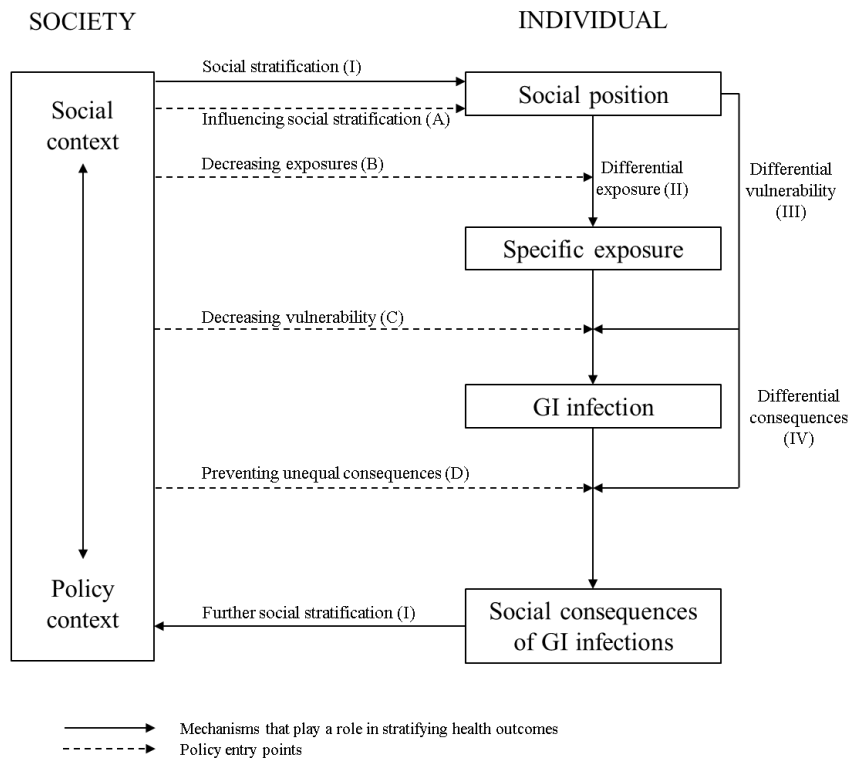 SOCIETY
INDIVIDUAL
Social stratification (I)
Social
context
Social position
Influencing social stratification (A)
Decreasing exposures (B)
Differential
exposure (II)
Differential
vulnerability
(III)
Specific exposure
Decreasing vulnerability (C)
GI infection
Differential
consequences
(IV)
Preventing unequal consequences (D)
Policy
context
Further social stratification (I)
Social consequences
of GI infections
Mechanisms that play a role in stratifying health outcomes
Policy entry points